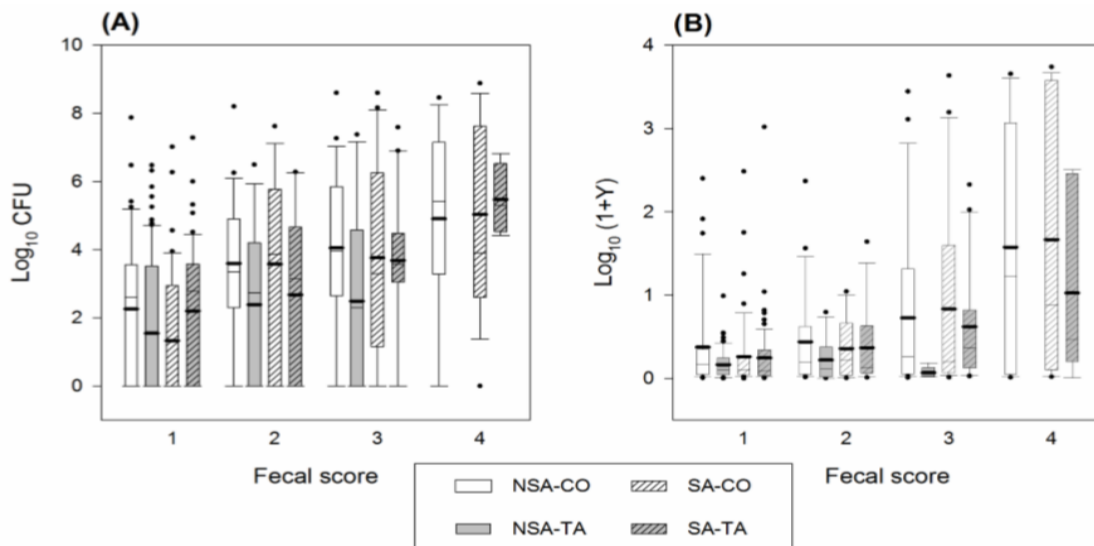 (A)
(B)
Log10 CFU
10
8
6
4
2
0
1 2 3 4
Fecal score
Log10 (1+Y)
4
3
2
1
0
1 2 3 4
Fecal score
NSA-CO SA-CO
NSA-TA SA-TA